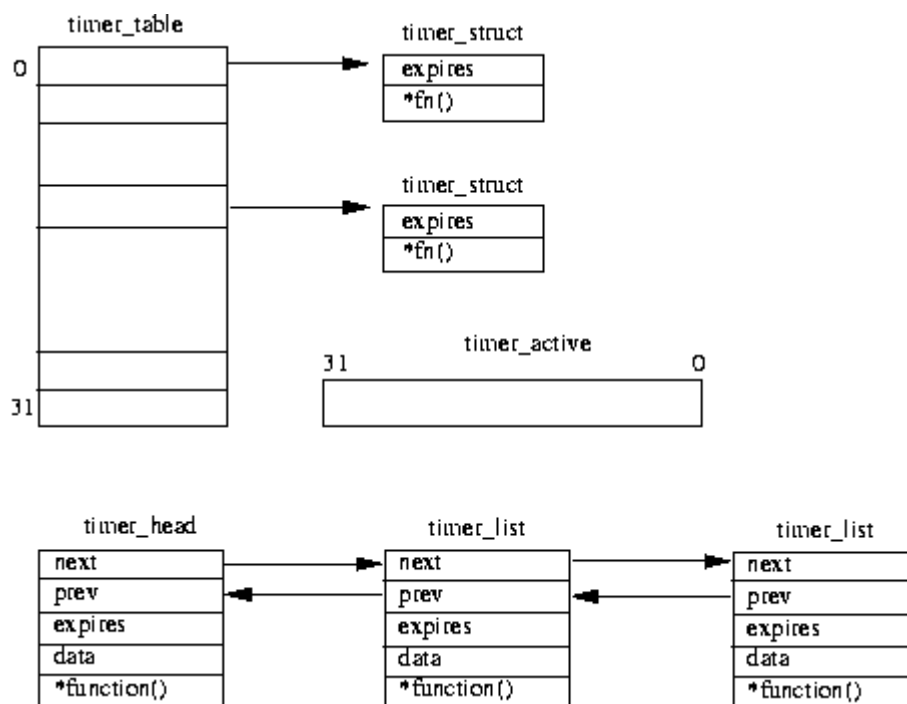 timer_table
0
31
timer_struct
expires
*fn()
timer_struct
expires
*fn()
timer_active
31 0
timer_head
next
prev
expires
data
*function()
timer_list
next
prev
expires
data
*function()
timer_list
next
prev
expires
data
*function()